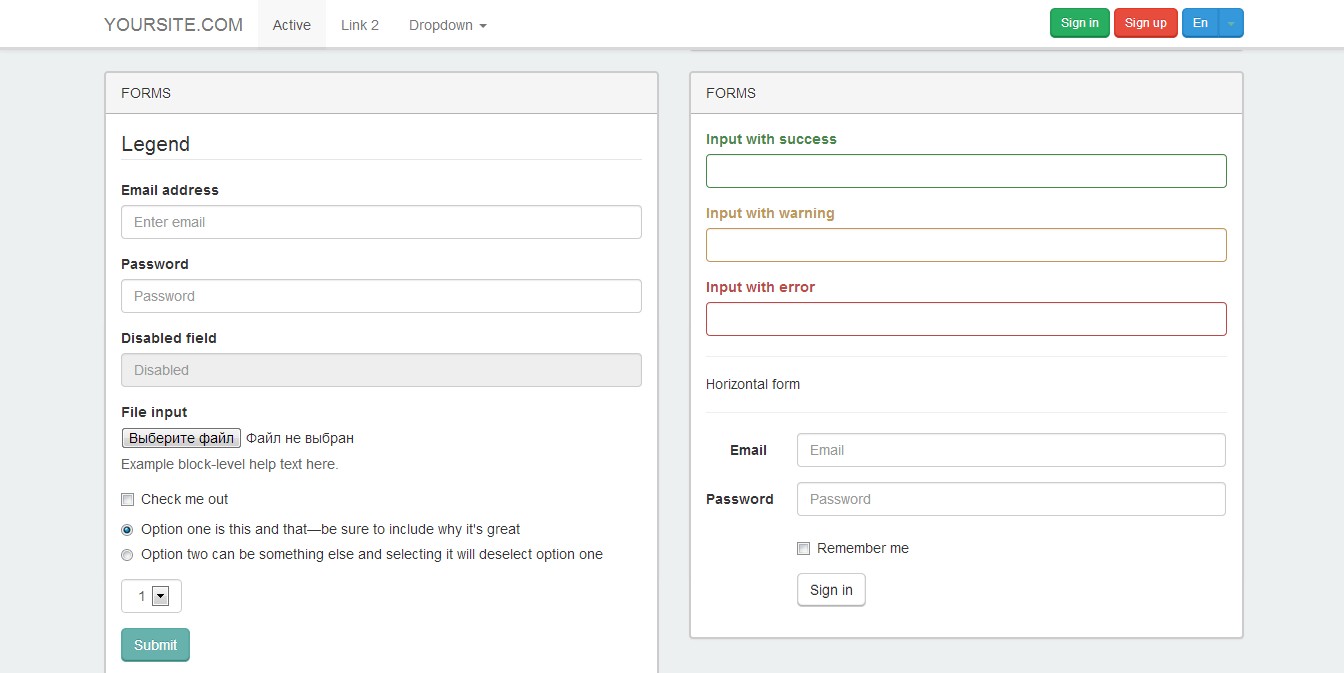 YOURSITE.COM Active Link 2 Dropdown Sign in Sign up En
FORMS
Legend
Email address
Enter email
Password
Password
Disabled field
Disabled
File input
Выберите файл Файл не выбран
Example block-level help text here.
Check me out
Option one is this and that—be sure to include why it's great
Option two can be something else and selecting it will deselect option one
1
Submit
FORMS
Input with success
Input with warning
Input with error
Horizontal form
Email Email
Password Password
Remember me
Sign in